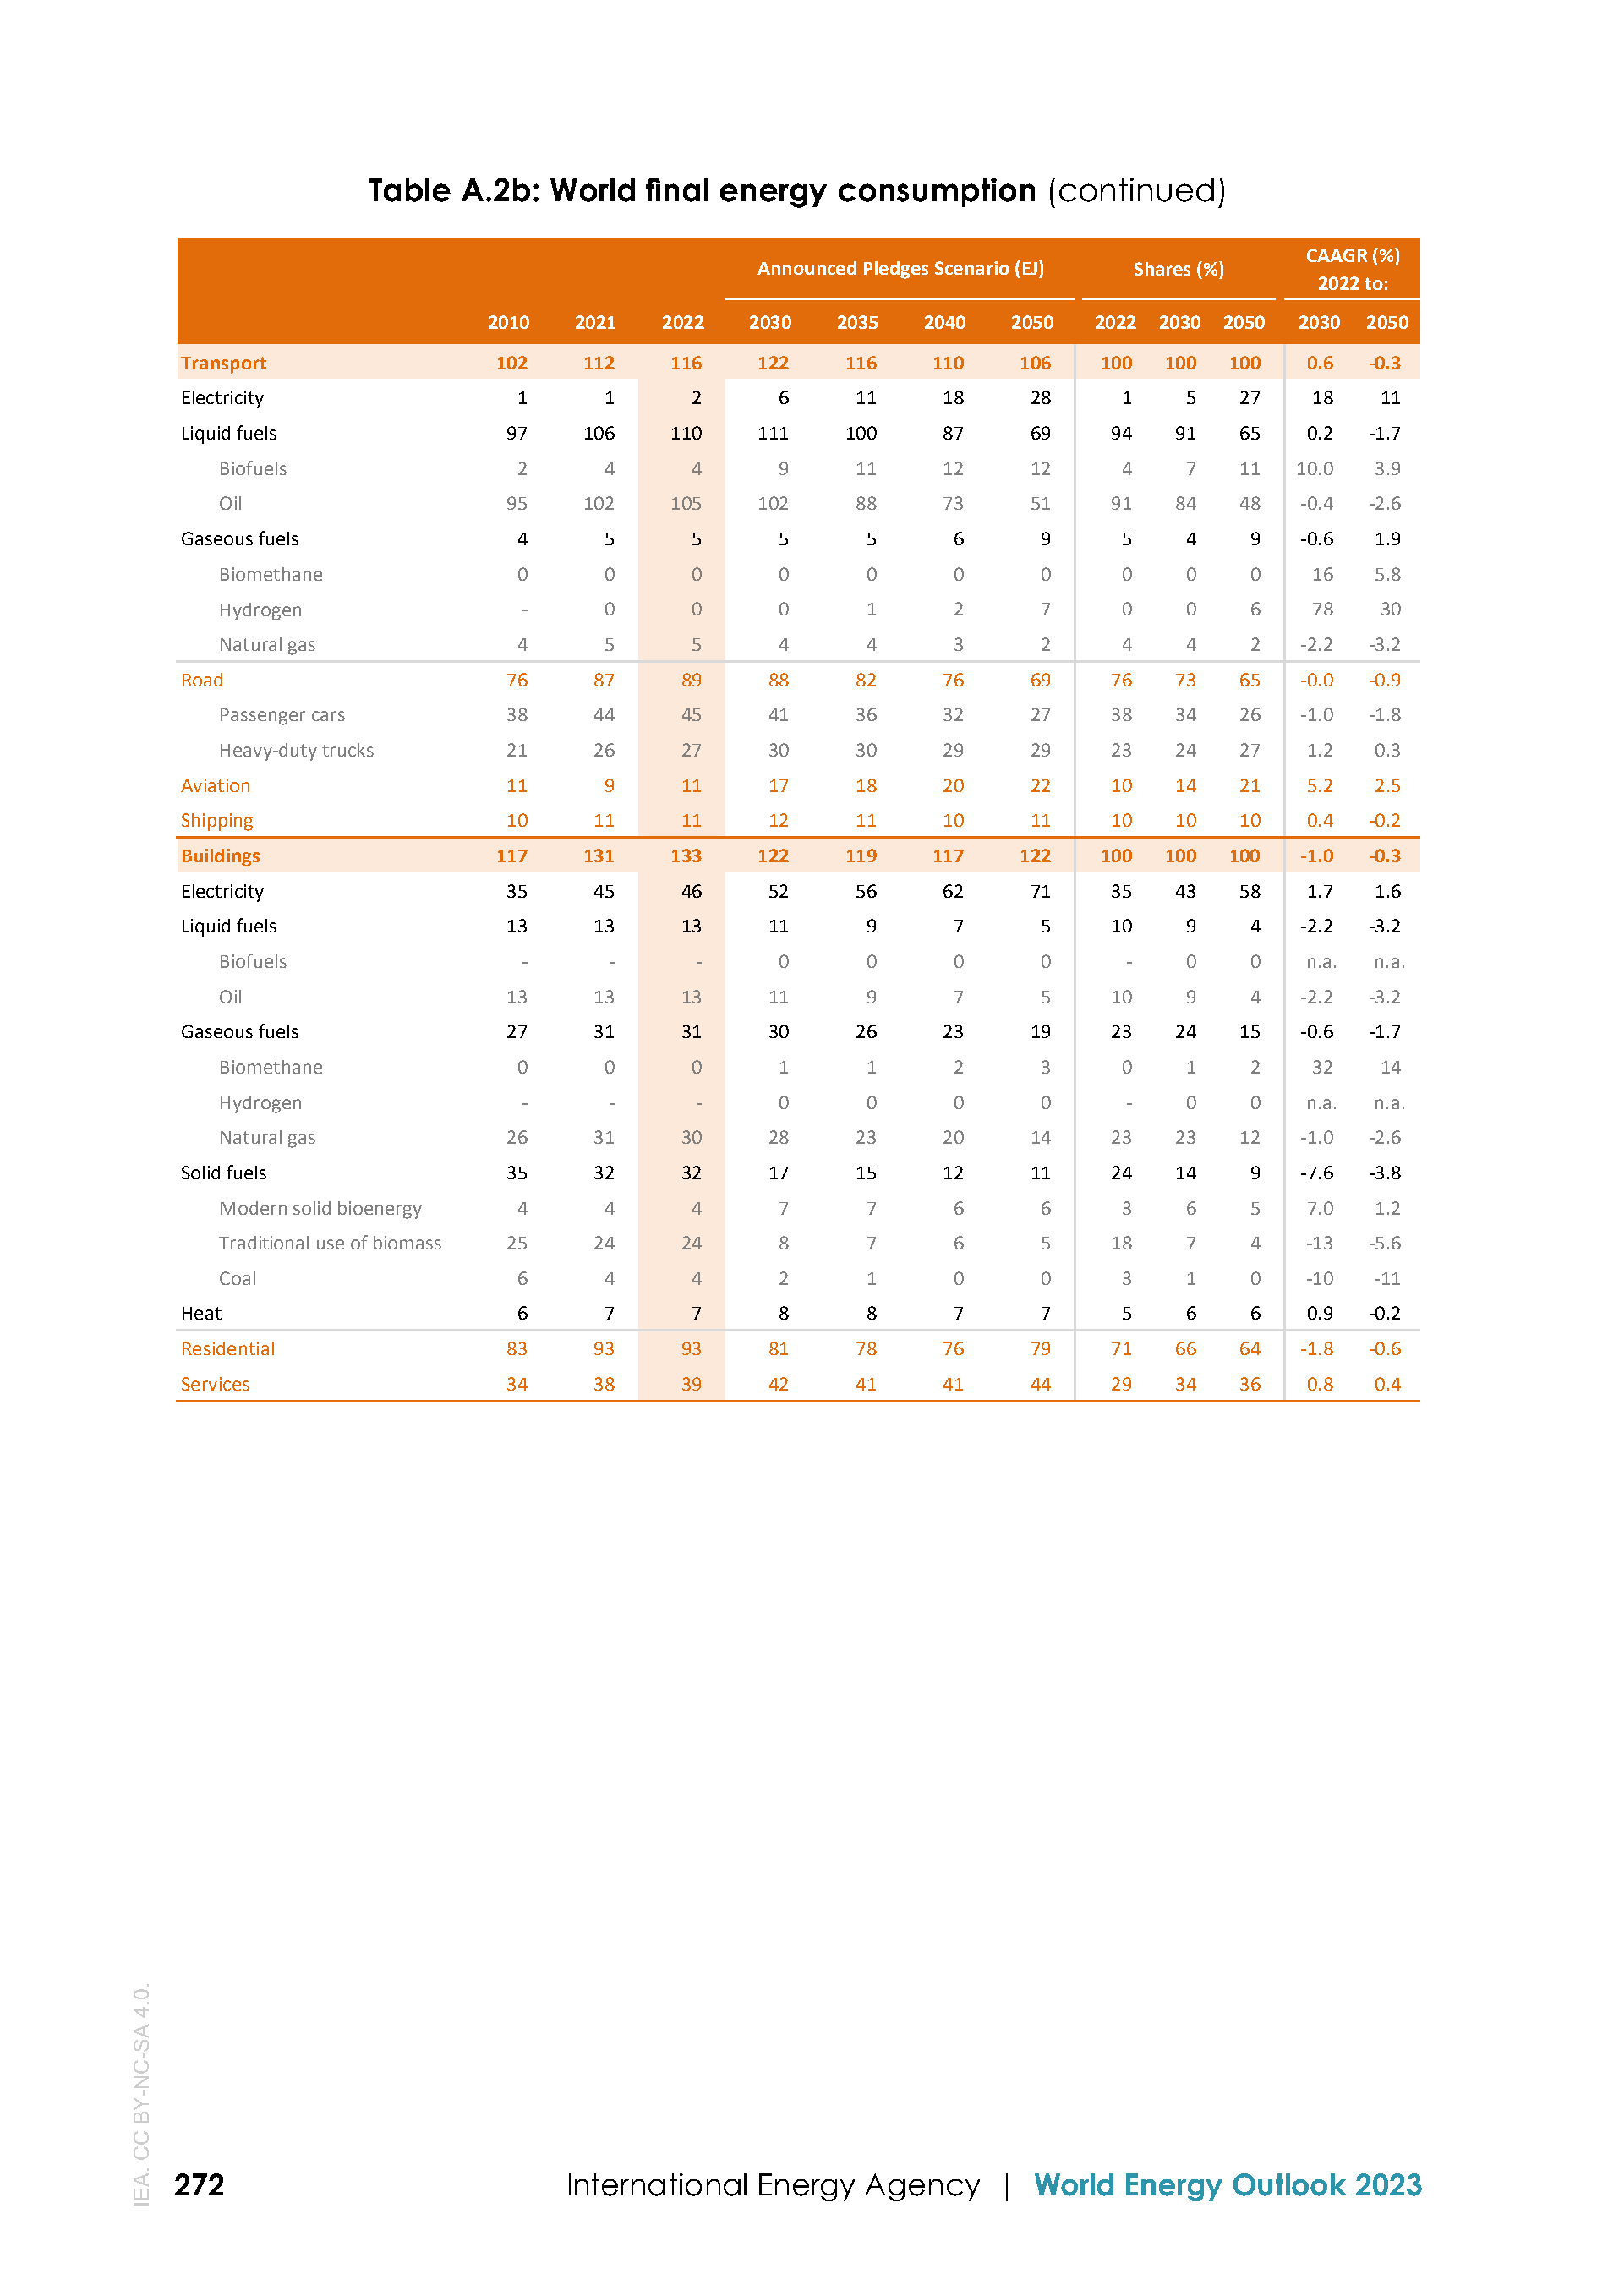 Table A.2b: World final energy consumption (continued)
Announced Pledges Scenario (EJ) Shares (%) CAAGR (%) 2022 to:
2010 2021 2022 2030 2035 2040 2050 2022 2030 2050 2030 2050
Transport 102 112 116 122 116 110 106 100 100 100 0.6 -0.3
Electricity 1 1 2 6 11 18 28 1 5 27 18 11
Liquid fuels 97 106 110 111 100 87 69 94 91 65 0.2 -1.7
Biofuels 2 4 4 9 11 12 12 4 7 11 10.0 3.9
Oil 95 102 105 102 88 73 51 91 84 48 -0.4 -2.6
Gaseous fuels 4 5 5 5 5 6 9 5 4 9 -0.6 1.9
Biomethane 0 0 0 0 0 0 0 0 0 0 16 5.8
Hydrogen - 0 0 0 1 2 7 0 0 6 78 30
Natural gas 4 5 5 4 4 3 2 4 4 2 -2.2 -3.2
Road 76 87 89 88 82 76 69 76 73 65 -0.0 -0.9
Passenger cars 38 44 45 41 36 32 27 38 34 26 -1.0 -1.8
Heavy-duty trucks 21 26 27 30 30 29 29 23 24 27 1.2 0.3
Aviation 11 9 11 17 18 20 22 10 14 21 5.2 2.5
Shipping 10 11 11 12 11 10 11 10 10 10 0.4 -0.2
Buildings 117 131 133 122 119 117 122 100 100 100 -1.0 -0.3
Electricity 35 45 46 52 56 62 71 35 43 58 1.7 1.6
Liquid fuels 13 13 13 11 9 7 5 10 9 4 -2.2 -3.2
Biofuels - - - 0 0 0 0 - 0 0 n.a. n.a.
Oil 13 13 13 11 9 7 5 10 9 4 -2.2 -3.2
Gaseous fuels 27 31 31 30 26 23 19 23 24 15 -0.6 -1.7
Biomethane 0 0 0 1 1 2 3 0 1 2 32 14
Hydrogen - - - 0 0 0 0 - 0 0 n.a. n.a.
Natural gas 26 31 30 28 23 20 14 23 23 12 -1.0 -2.6
Solid fuels 35 32 32 17 15 12 11 24 14 9 -7.6 -3.8
Modern solid bioenergy 4 4 4 7 7 6 6 3 6 5 7.0 1.2
Traditional use of biomass 25 24 24 8 7 6 5 18 7 4 -13 -5.6
Coal 6 4 4 2 1 0 0 3 1 0 -10 -11
Heat 6 7 7 8 8 7 7 5 6 6 0.9 -0.2
Residential 83 93 93 81 78 76 79 71 66 64 -1.8 -0.6
Services 34 38 39 42 41 41 44 29 34 36 0.8 0.4
IEA. CC BY-NC-SA 4.0.
272 International Energy Agency | World Energy Outlook 2023